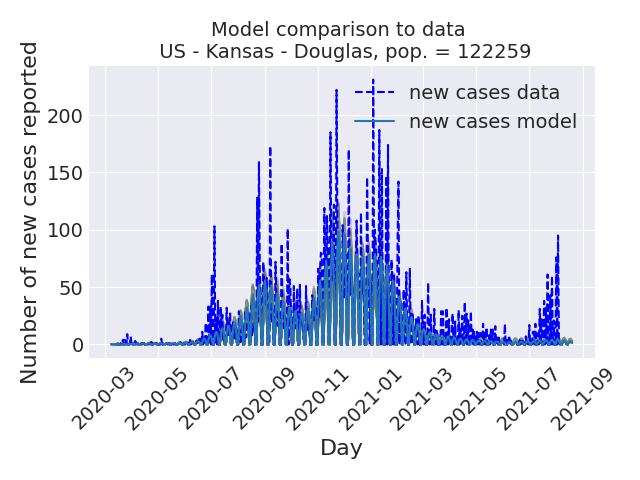 Model comparison to data
US - Kansas - Douglas, pop. = 122259
Number of new cases reported
200
150
100
50
0
new cases data
new cases model
2020-03
2020-05
2020-07
2020-09
2020-11
2021-01
2021-03
2021-05
2021-07
2021-09
Day